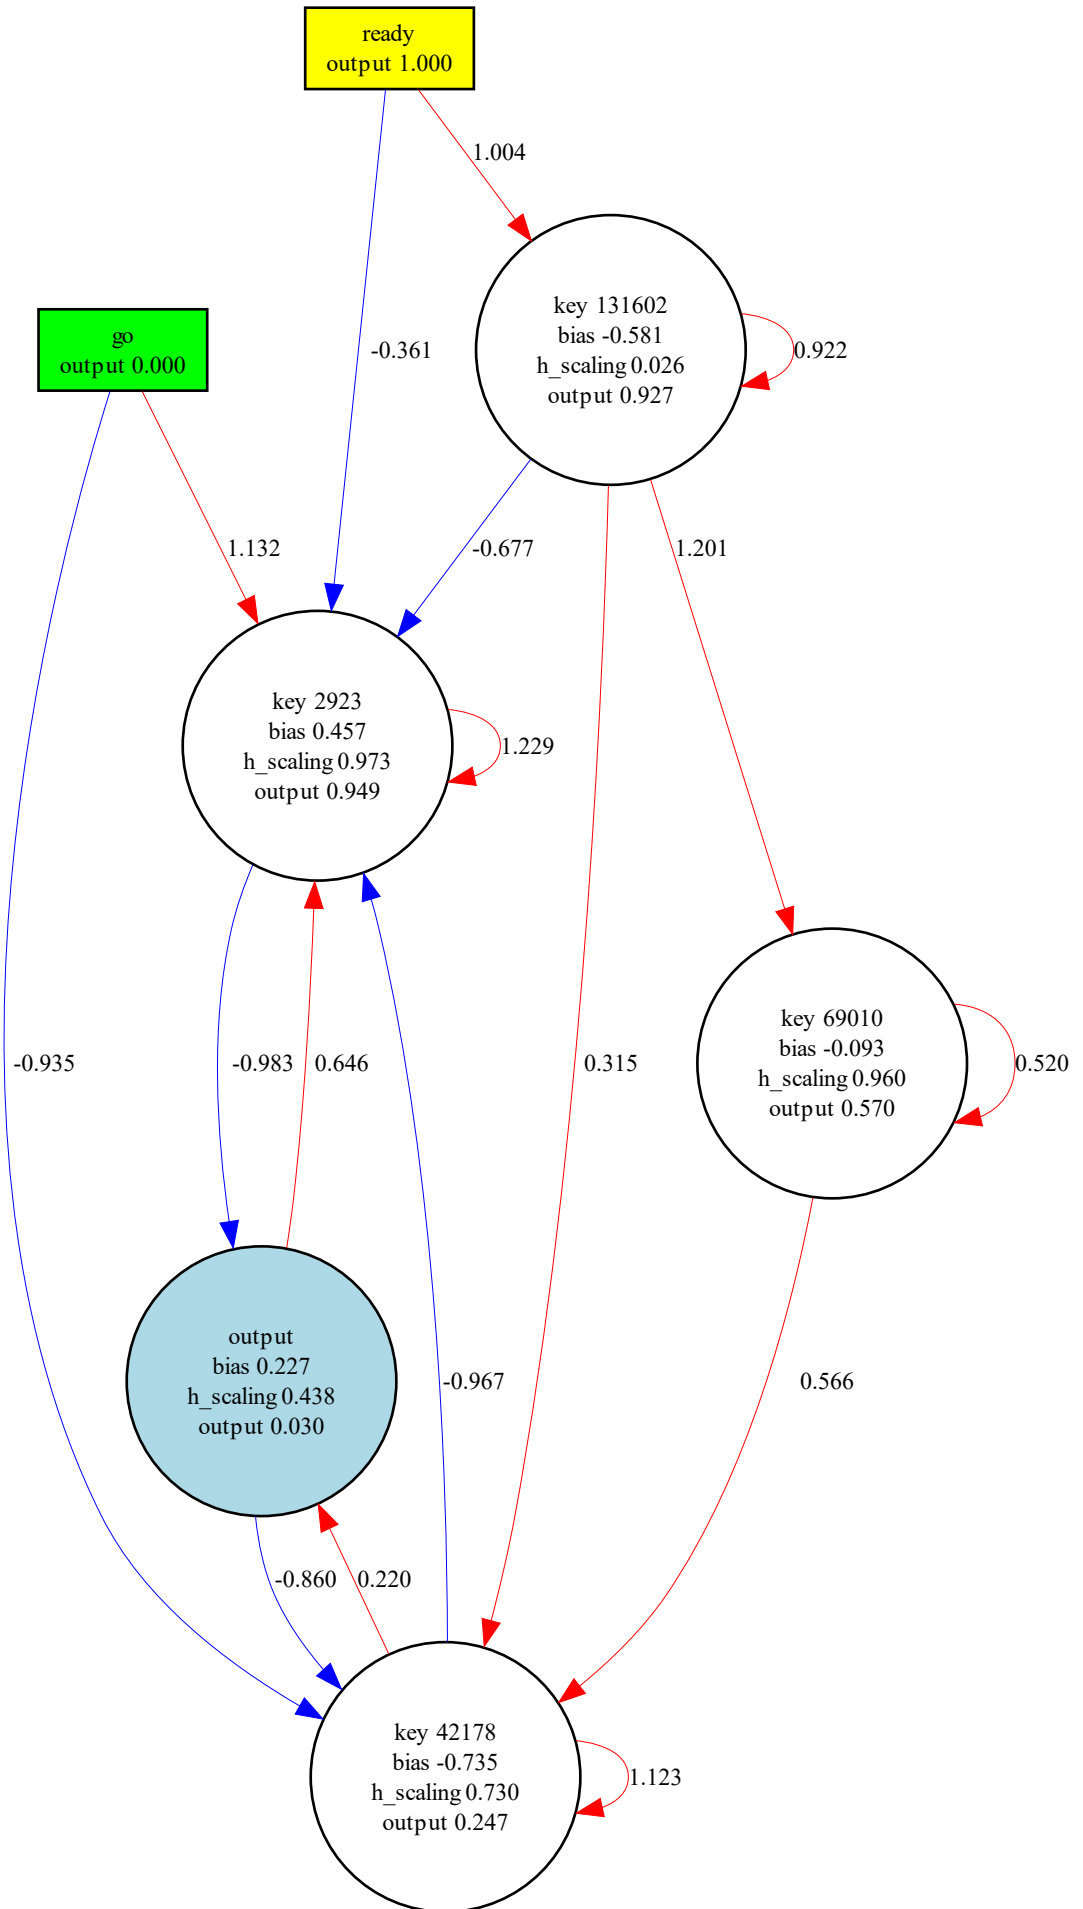 ready
output 1.000
1.004
key 131602
bias -0.581
h_scaling 0.026
output 0.927
0.922
go
output 0.000
-0.361
1.132
-0.677
1.201
key 2923
bias 0.457
h_scaling 0.973
output 0.949
1.229
key 69010
bias -0.093
h_scaling 0.960
output 0.570
0.520
-0.935
-0.983
0.646
0.315
output
bias 0.227
h_scaling 0.438
output 0.030
-0.967
0.566
-0.860
0.220
key 42178
bias -0.735
h_scaling 0.730
output 0.247
1.123